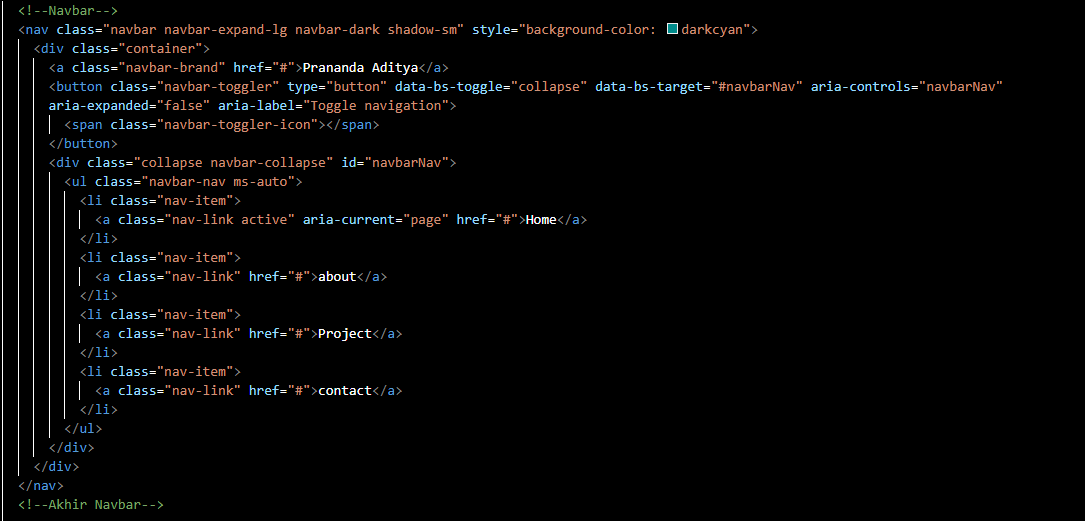 <!--Navbar-->
<nav class="navbar navbar-expand-lg navbar-dark shadow-sm" style="background-color: darkcyan">
<div class="container">
<a class="navbar-brand" href="#">Prananda Aditya</a>
<button class="navbar-toggler" type="button" data-bs-toggle="collapse" data-bs-target="#navbarNav" aria-controls="navbarNav"
aria-expanded="false" aria-label="Toggle navigation">
<span class="navbar-toggler-icon"></span>
</button>
<div class="collapse navbar-collapse" id="navbarNav">
<ul class="navbar-nav ms-auto">
<li class="nav-item">
<a class="nav-link active" aria-current="page" href="#">Home</a>
</li>
<li class="nav-item">
<a class="nav-link" href="#">about</a>
</li>
<li class="nav-item">
<a class="nav-link" href="#">Project</a>
</li>
<li class="nav-item">
<a class="nav-link" href="#">contact</a>
</li>
</ul>
</div>
</div>
</nav>
<!--Akhir Navbar-->